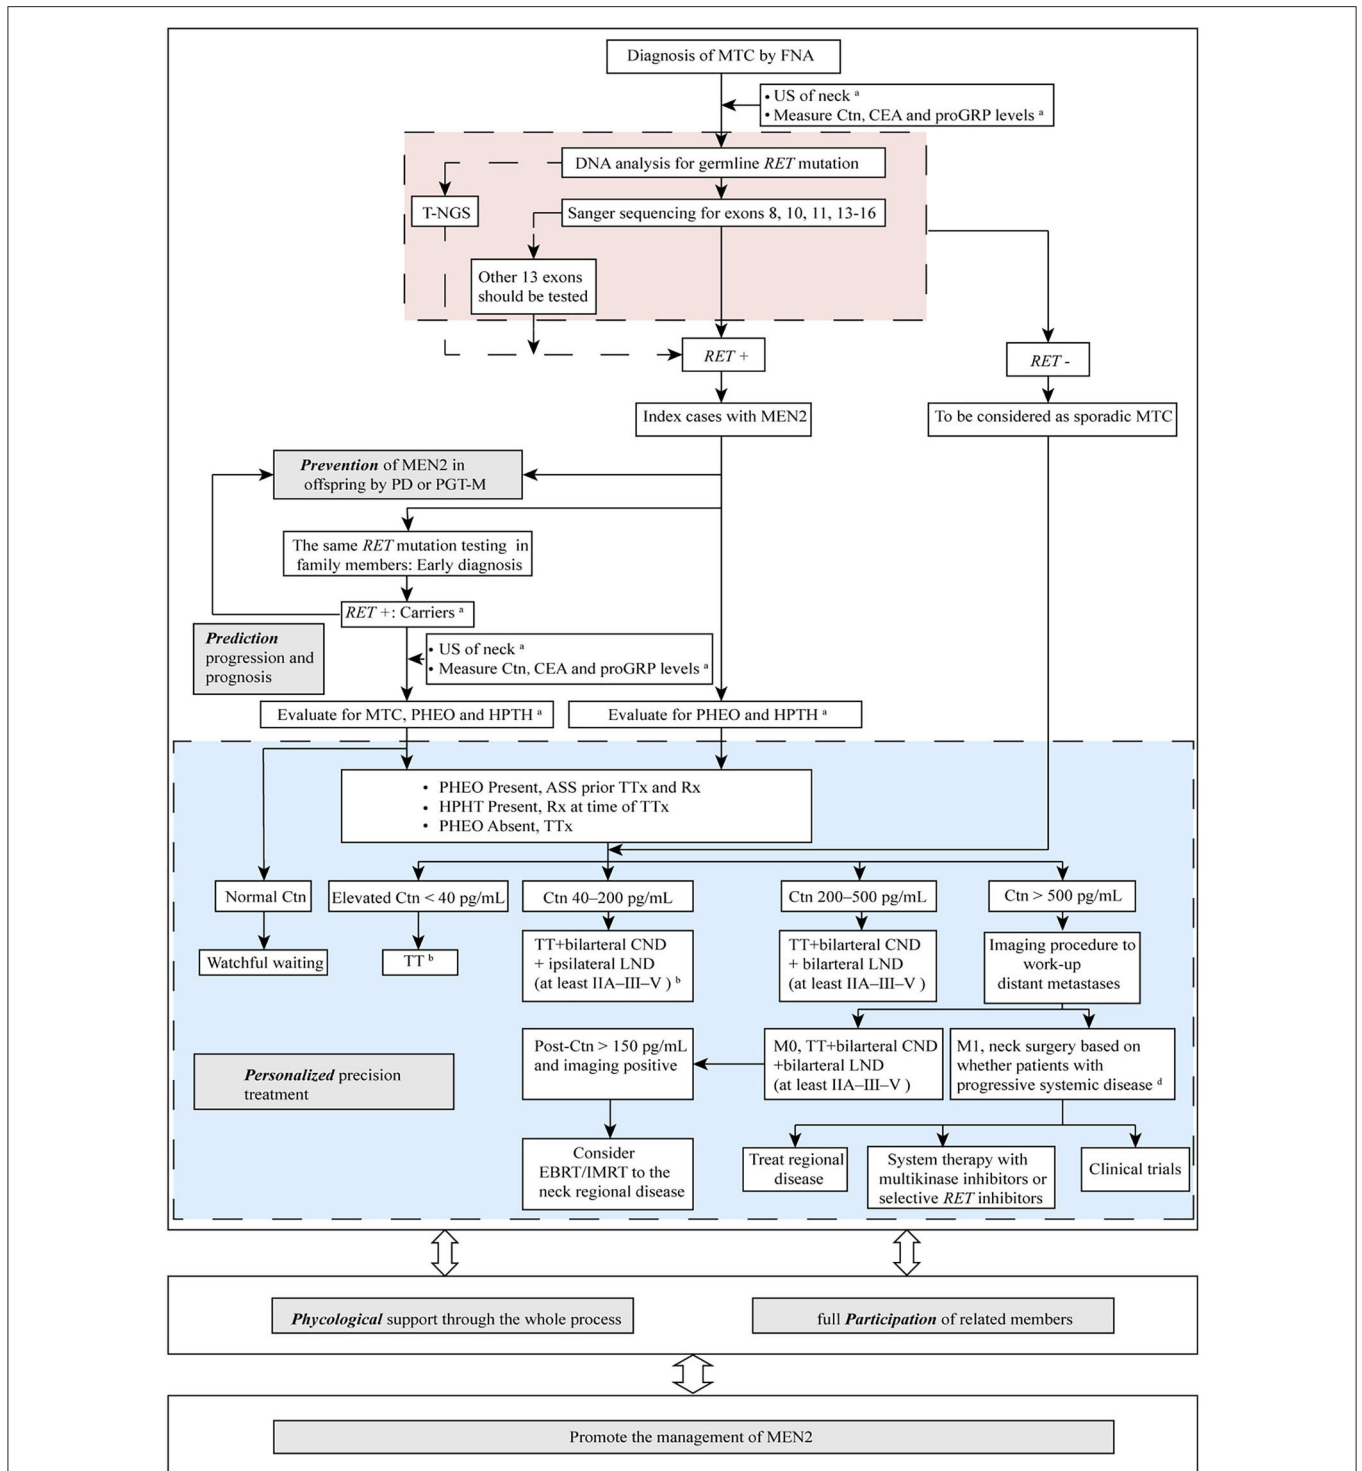 Diagnosis of MTC by FNA
• US of neck ᵃ
• Measure Ctn, CEA and proGRP levels ᵃ
DNA analysis for germline RET mutation
T-NGS
Sanger sequencing for exons 8, 10, 11, 13-16
Other 13 exons
should be tested
RET +
RET -
Index cases with MEN2
To be considered as sporadic MTC
Prevention of MEN2 in
offspring by PD or PGT-M
The same RET mutation testing in
family members: Early diagnosis
RET +: Carriers ᵃ
Prediction
progression and
prognosis
• US of neck ᵃ
• Measure Ctn, CEA and proGRP levels ᵃ
Evaluate for MTC, PHEO and HPTH ᵃ
Evaluate for PHEO and HPTH ᵃ
• PHEO Present, ASS prior TTx and Rx
• HPHT Present, Rx at time of TTx
• PHEO Absent, TTx
Normal Ctn
Elevated Ctn < 40 pg/mL
Ctn 40–200 pg/mL
Ctn 200–500 pg/mL
Ctn > 500 pg/mL
Watchful waiting
TT ᵇ
TT+bilarteral CND
+ ipsilateral LND
(at least IIA–III–V ) ᵇ
TT+bilarteral CND
+ bilarteral LND
(at least IIA–III–V )
Imaging procedure to
work-up
distant metastases
Post-Ctn > 150 pg/mL
and imaging positive
M0, TT+bilarteral CND
+bilarteral LND
(at least IIA–III–V )
M1, neck surgery based on
whether patients with
progressive systemic disease ᵈ
Personalized precision
treatment
Consider
EBRT/IMRT to the
neck regional disease
Treat regional
disease
System therapy with
multikinase inhibitors or
selective RET inhibitors
Clinical trials
Phycological support through the whole process
full Participation of related members
Promote the management of MEN2